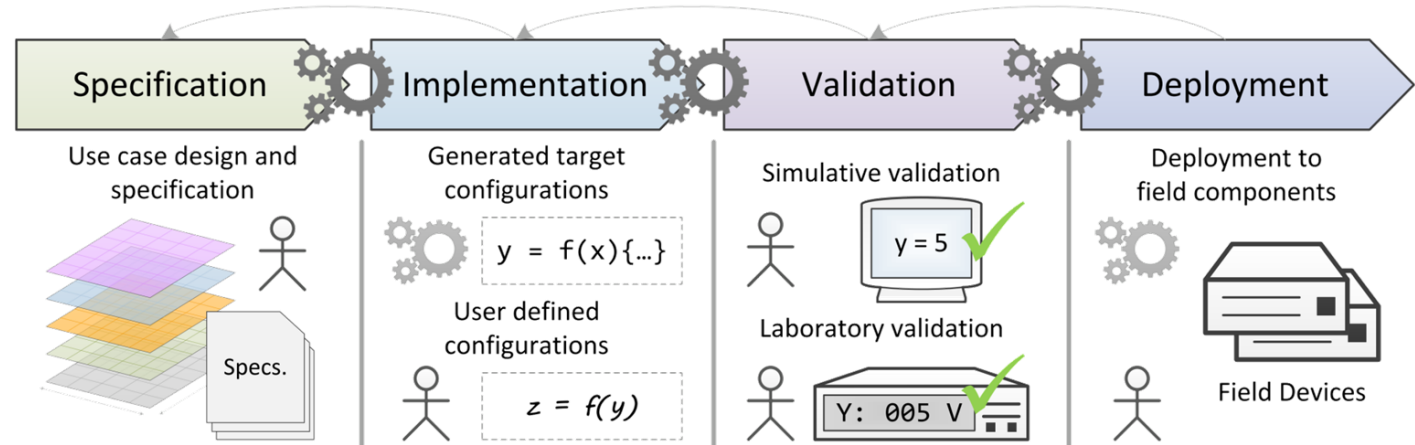 Specification
Implementation
Validation
Deployment
Use case design and
specification
Specs.
Generated target
configurations
y = f(x){…}
User defined
configurations
z = f(y)
Simulative validation
y = 5
Laboratory validation
Y: 005 V
Deployment to
field components
Field Devices